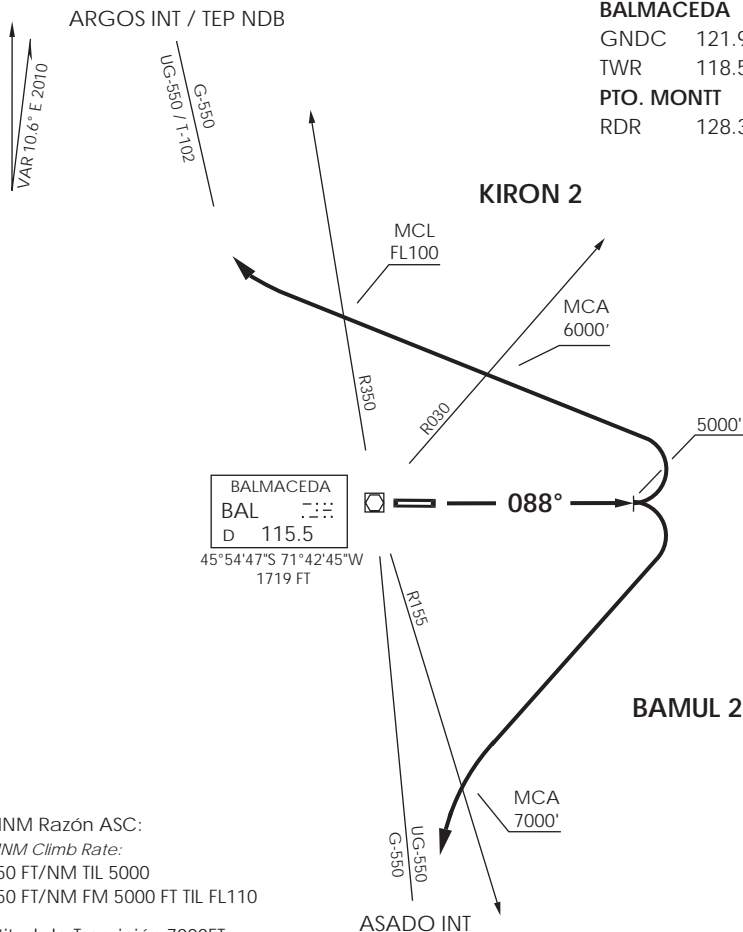 ARGOS INT / TEP NDB
BALMACEDA
GNDC 121.9
TWR 118.5
PTO. MONTT
RDR 128.3
VAR 10.6° E 2010
G-550
UG-550 / T-102
KIRON 2
MCL
FL100
MCA
6000'
R350
R030
5000'
BALMACEDA
BAL
D 115.5
088°
45°54'47"S 71°42'45"W
1719 FT
R155
BAMUL 2
MCA
7000'
UG-550
G-550
NM Razón ASC:
NM Climb Rate:
50 FT/NM TIL 5000
50 FT/NM FM 5000 FT TIL FL110
ASADO INT